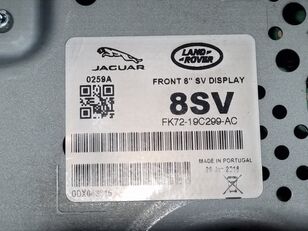 JAGUAR
LAND ROVER
0259A
FRONT 8" SV DISPLAY
8SV
FK72-19C299-AC
MADE IN PORTUGAL